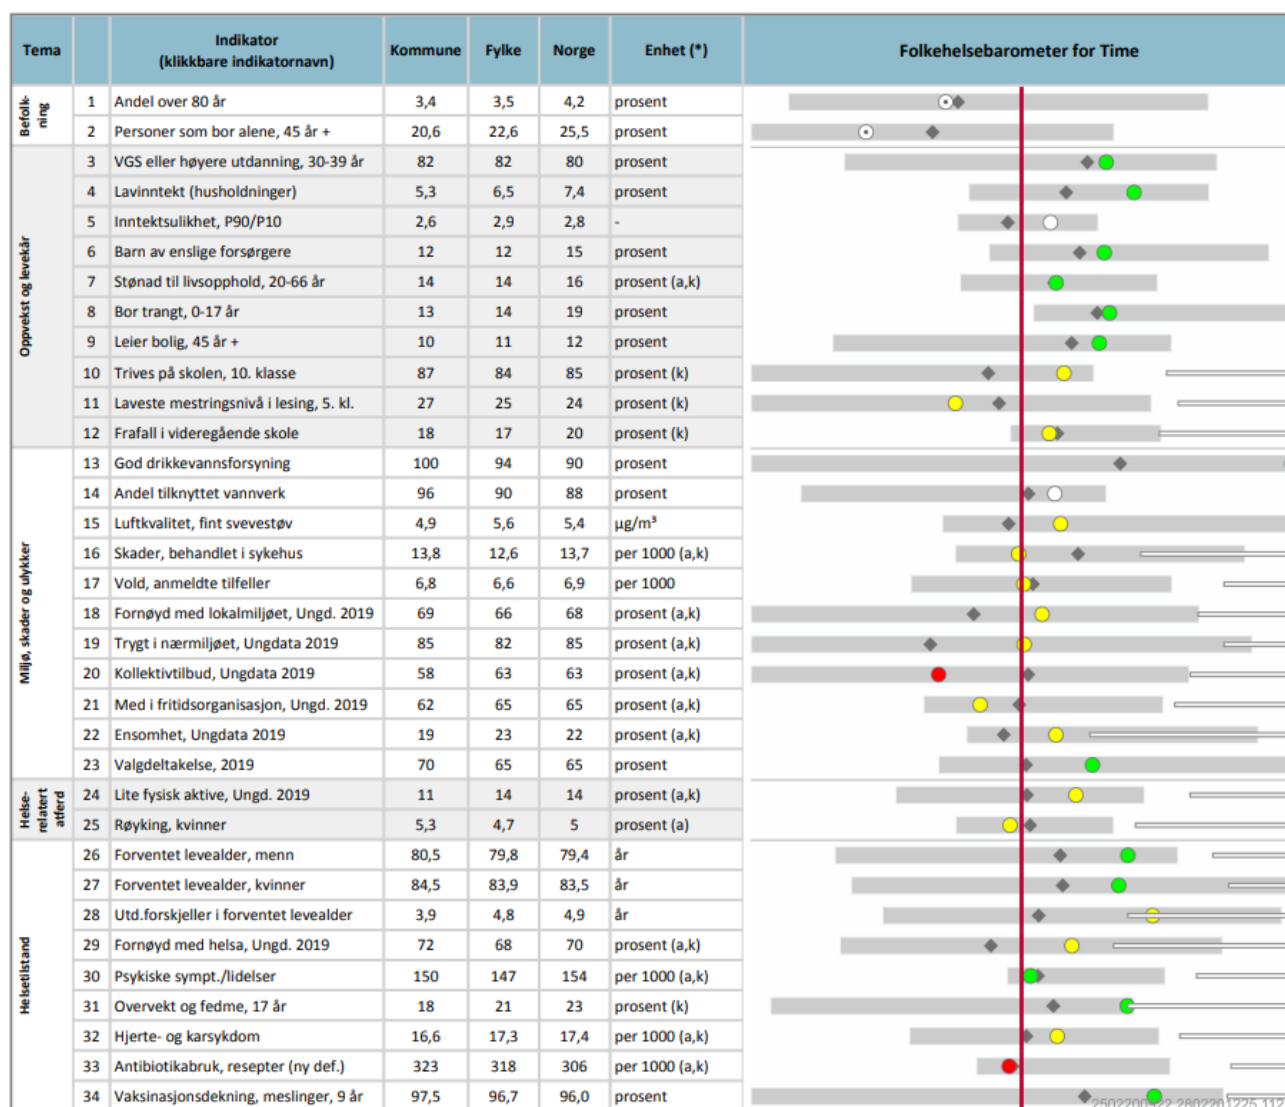 Tema Indikator (klikkbare indikatornavn) Kommune Fylke Norge Enhet (*) Folkehelsebarometer for Time
Befolk-
ning
1 Andel over 80 år 3,4 3,5 4,2 prosent
2 Personer som bor alene, 45 år + 20,6 22,6 25,5 prosent
Oppvekst og levekår
3 VGS eller høyere utdanning, 30-39 år 82 82 80 prosent
4 Lavinntekt (husholdninger) 5,3 6,5 7,4 prosent
5 Inntektsulikhet, P90/P10 2,6 2,9 2,8 -
6 Barn av enslige forsørgere 12 12 15 prosent
7 Stønad til livsopphold, 20-66 år 14 14 16 prosent (a,k)
8 Bor trangt, 0-17 år 13 14 19 prosent
9 Leier bolig, 45 år + 10 11 12 prosent
10 Trives på skolen, 10. klasse 87 84 85 prosent (k)
11 Laveste mestringsnivå i lesing, 5. kl. 27 25 24 prosent (k)
12 Frafall i videregående skole 18 17 20 prosent (k)
Miljø, skader og ulykker
13 God drikkevannsforsyning 100 94 90 prosent
14 Andel tilknyttet vannverk 96 90 88 prosent
15 Luftkvalitet, fint svevestøv 4,9 5,6 5,4 µg/m³
16 Skader, behandlet i sykehus 13,8 12,6 13,7 per 1000 (a,k)
17 Vold, anmeldte tilfeller 6,8 6,6 6,9 per 1000
18 Fornøyd med lokalmiljøet, Ungd. 2019 69 66 68 prosent (a,k)
19 Trygt i nærmiljøet, Ungdata 2019 85 82 85 prosent (a,k)
20 Kollektivtilbud, Ungdata 2019 58 63 63 prosent (a,k)
21 Med i fritidsorganisasjon, Ungd. 2019 62 65 65 prosent (a,k)
22 Ensomhet, Ungdata 2019 19 23 22 prosent (a,k)
23 Valgdeltakelse, 2019 70 65 65 prosent
Helse-
relatert
atferd
24 Lite fysisk aktive, Ungd. 2019 11 14 14 prosent (a,k)
25 Røyking, kvinner 5,3 4,7 5 prosent (a)
Helsetilstand
26 Forventet levealder, menn 80,5 79,8 79,4 år
27 Forventet levealder, kvinner 84,5 83,9 83,5 år
28 Utd.forskjeller i forventet levealder 3,9 4,8 4,9 år
29 Fornøyd med helsa, Ungd. 2019 72 68 70 prosent (a,k)
30 Psykiske sympt./lidelser 150 147 154 per 1000 (a,k)
31 Overvekt og fedme, 17 år 18 21 23 prosent (k)
32 Hjerte- og karsykdom 16,6 17,3 17,4 per 1000 (a,k)
33 Antibiotikabruk, resepter (ny def.) 323 318 306 per 1000 (a,k)
34 Vaksinasjonsdekning, meslinger, 9 år 97,5 96,7 96,0 prosent